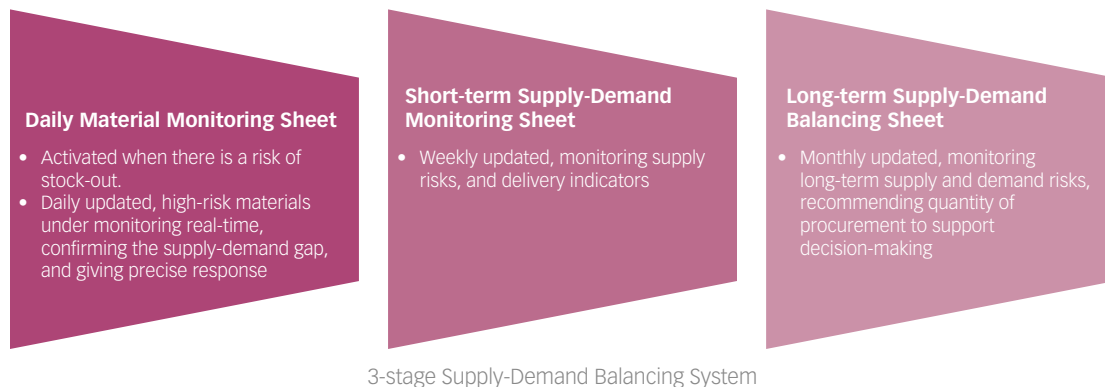 Daily Material Monitoring Sheet
• Activated when there is a risk of
stock-out.
• Daily updated, high-risk materials
under monitoring real-time,
confirming the supply-demand gap,
and giving precise response
Short-term Supply-Demand
Monitoring Sheet
• Weekly updated, monitoring supply
risks, and delivery indicators
Long-term Supply-Demand
Balancing Sheet
• Monthly updated, monitoring
long-term supply and demand risks,
recommending quantity of
procurement to support
decision-making
3-stage Supply-Demand Balancing System